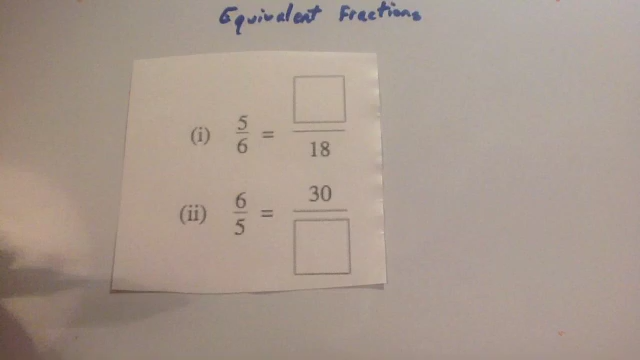 Equivalent Fractions
(i) 5/6 = □/18
(ii) 6/5 = 30/□